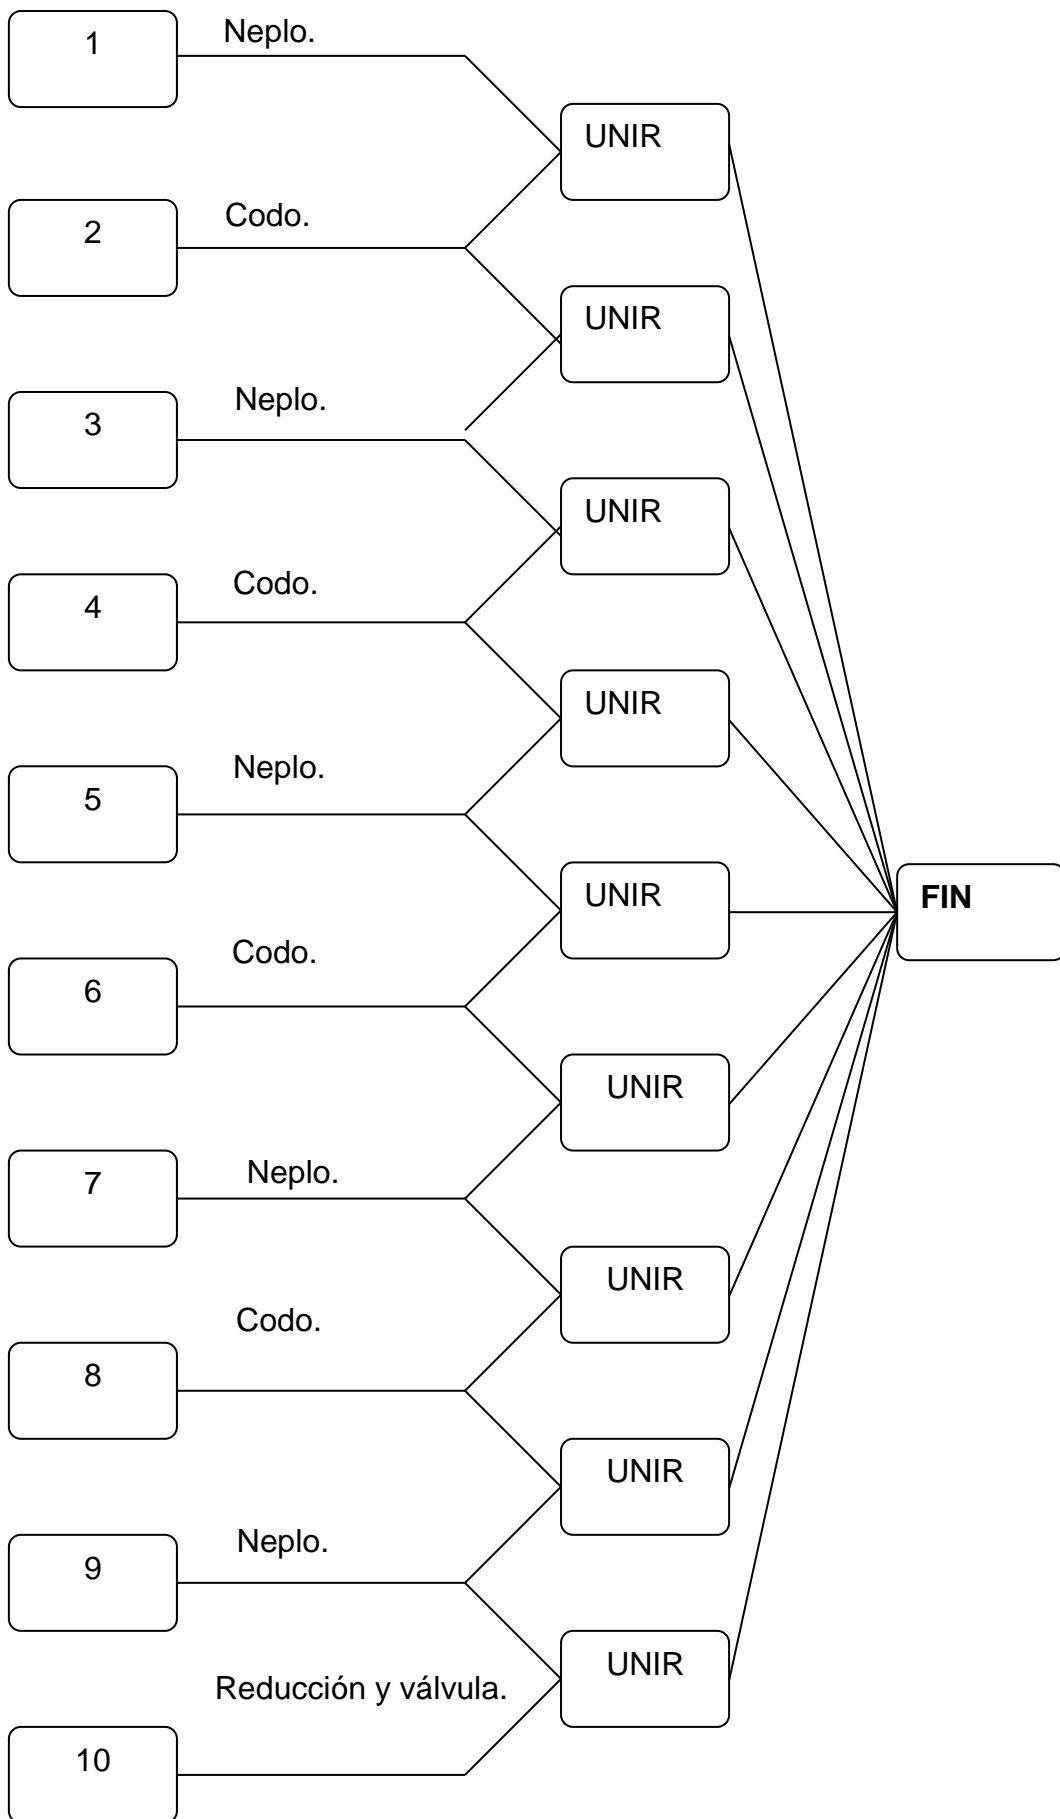 1
Neplo.
UNIR
2
Codo.
UNIR
3
Neplo.
UNIR
4
Codo.
UNIR
5
Neplo.
UNIR
FIN
6
Codo.
UNIR
7
Neplo.
UNIR
8
Codo.
UNIR
9
Neplo.
UNIR
Reducción y válvula.
10